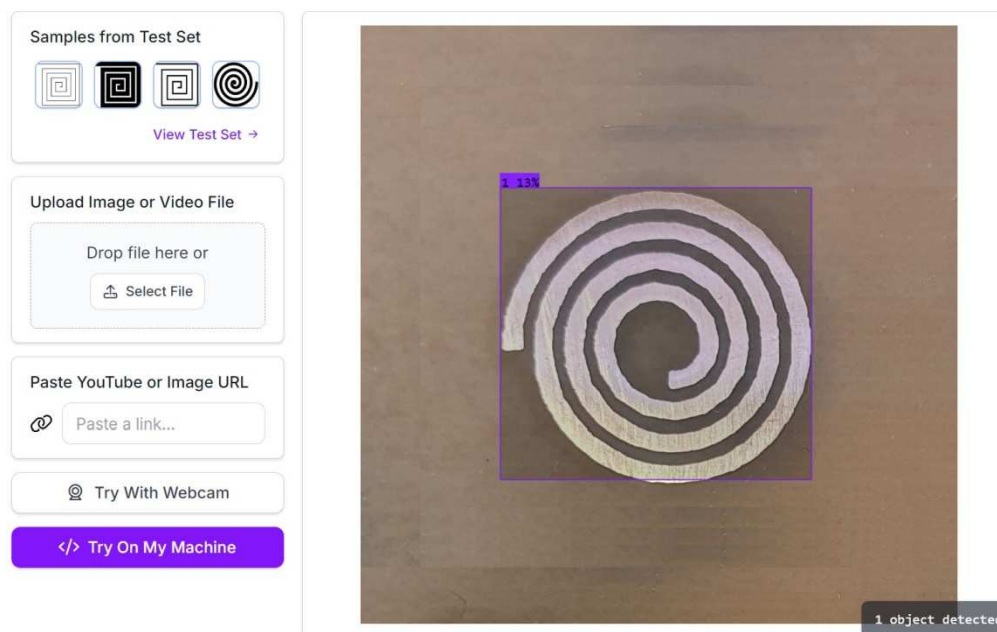 Samples from Test Set
View Test Set →
Upload Image or Video File
Drop file here or
Select File
Paste YouTube or Image URL
Paste a link...
Try With Webcam
</> Try On My Machine
1 13%
1 object detected